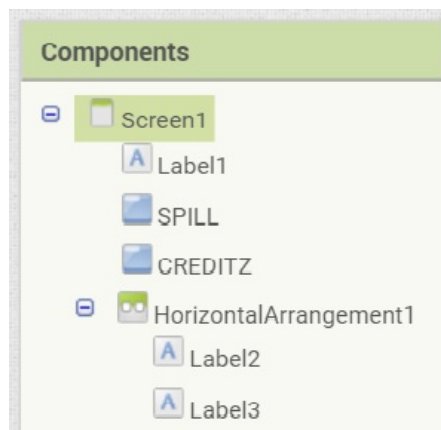 Components
Screen1
A Label1
SPILL
CREDITZ
HorizontalArrangement1
A Label2
A Label3